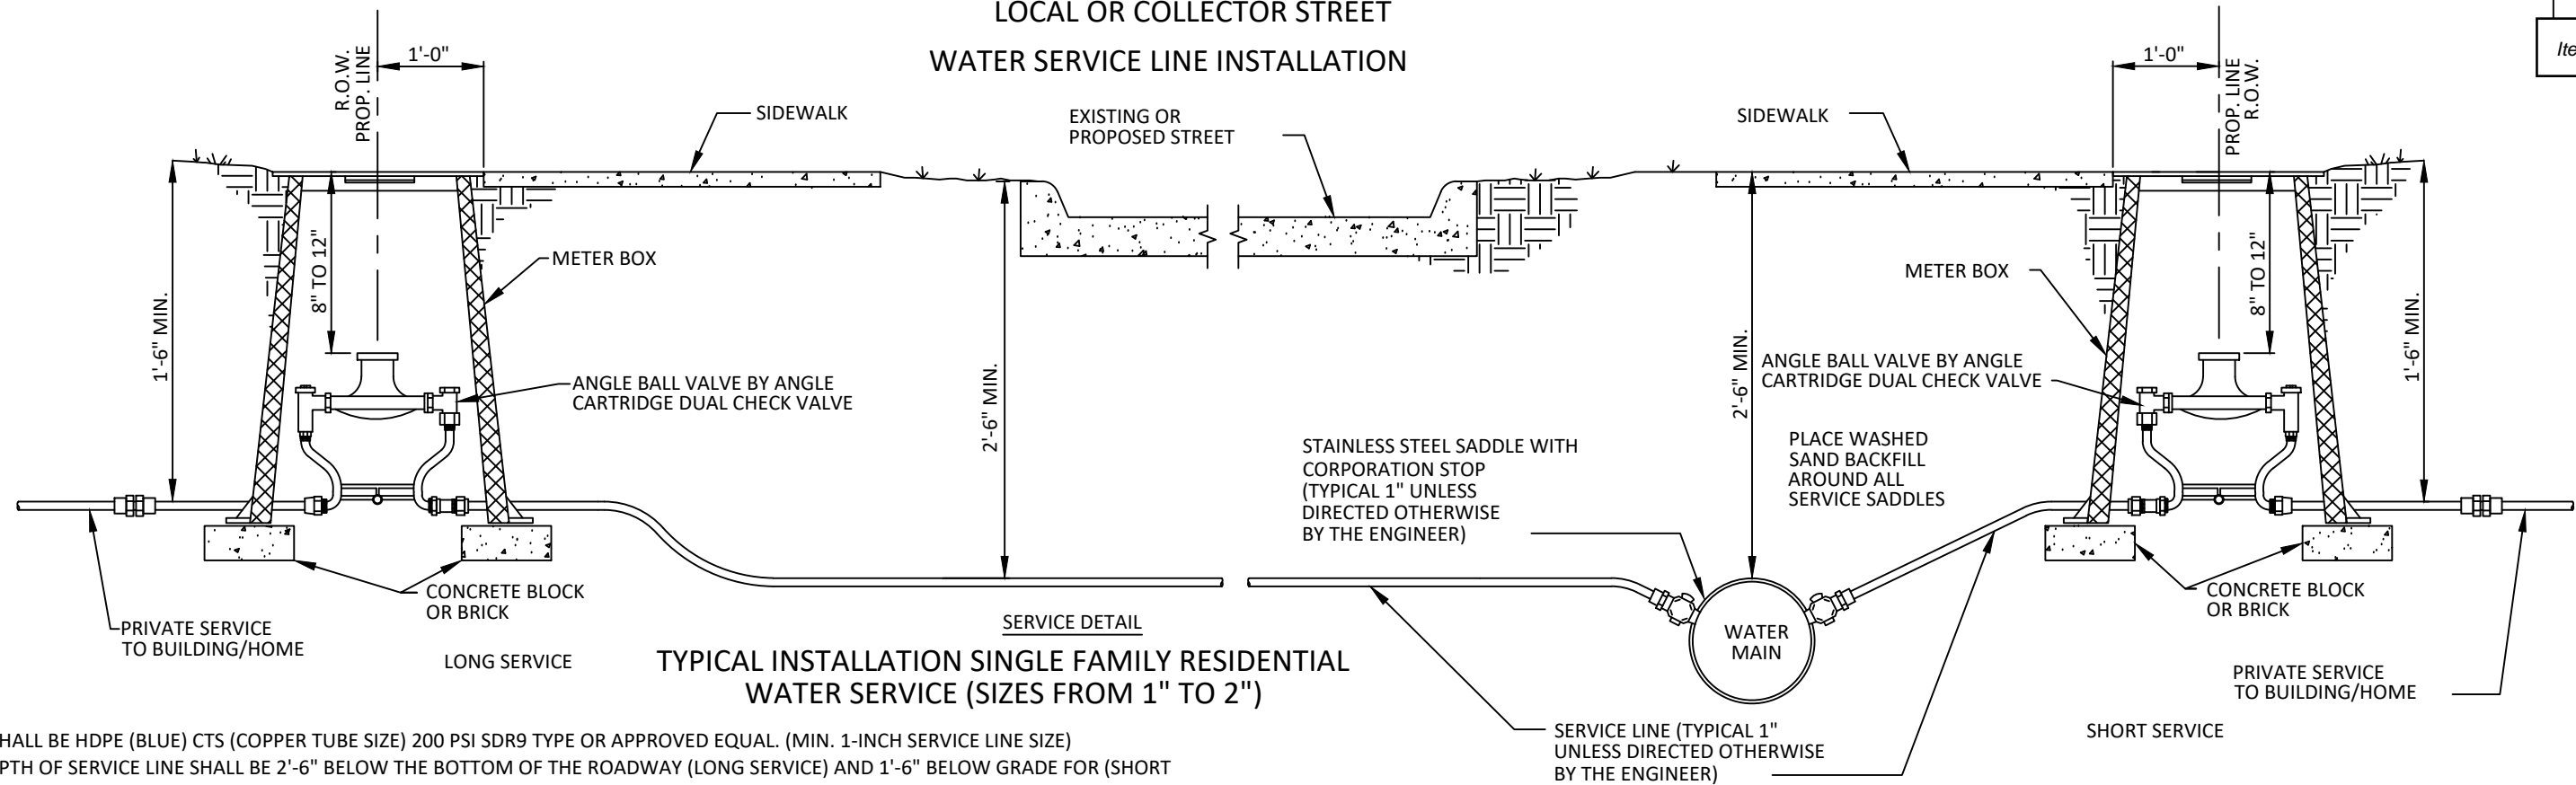 LOCAL OR COLLECTOR STREET
WATER SERVICE LINE INSTALLATION
R.O.W.
PROP. LINE
1'-0"
SIDEWALK
EXISTING OR
PROPOSED STREET
SIDEWALK
1'-0"
PROP. LINE
R.O.W.
1'-6" MIN.
8" TO 12"
METER BOX
ANGLE BALL VALVE BY ANGLE
CARTRIDGE DUAL CHECK VALVE
2'-6" MIN.
STAINLESS STEEL SADDLE WITH
CORPORATION STOP
(TYPICAL 1" UNLESS
DIRECTED OTHERWISE
BY THE ENGINEER)
2'-6" MIN.
METER BOX
ANGLE BALL VALVE BY ANGLE
CARTRIDGE DUAL CHECK VALVE
PLACE WASHED
SAND BACKFILL
AROUND ALL
SERVICE SADDLES
8" TO 12"
1'-6" MIN.
PRIVATE SERVICE
TO BUILDING/HOME
CONCRETE BLOCK
OR BRICK
LONG SERVICE
SERVICE DETAIL
TYPICAL INSTALLATION SINGLE FAMILY RESIDENTIAL
WATER SERVICE (SIZES FROM 1" TO 2")
WATER
MAIN
CONCRETE BLOCK
OR BRICK
PRIVATE SERVICE
TO BUILDING/HOME
SERVICE LINE (TYPICAL 1"
UNLESS DIRECTED OTHERWISE
BY THE ENGINEER)
SHORT SERVICE
HALL BE HDPE (BLUE) CTS (COPPER TUBE SIZE) 200 PSI SDR9 TYPE OR APPROVED EQUAL. (MIN. 1-INCH SERVICE LINE SIZE)
PTH OF SERVICE LINE SHALL BE 2'-6" BELOW THE BOTTOM OF THE ROADWAY (LONG SERVICE) AND 1'-6" BELOW GRADE FOR (SHORT
Ite